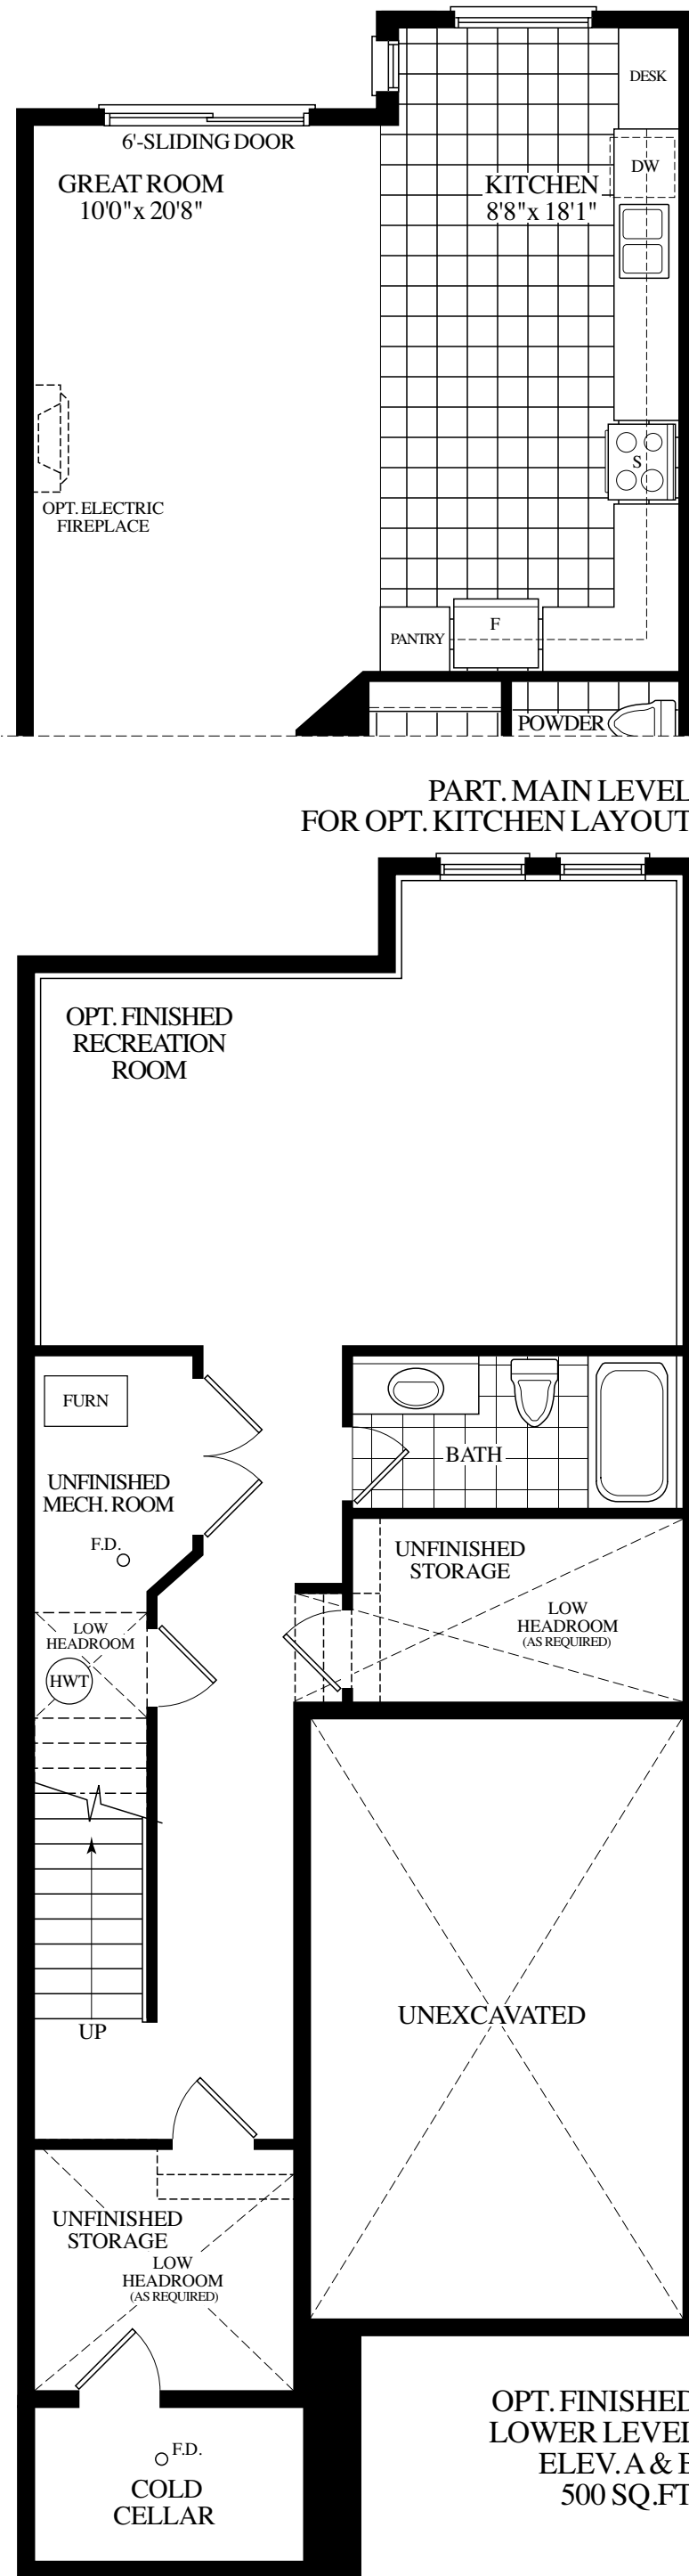 DESK
6'-SLIDING DOOR
DW
GREAT ROOM
10'0"x 20'8"
KITCHEN
8'8"x 18'1"
S
OPT. ELECTRIC
FIREPLACE
F
PANTRY
POWDER
PART. MAIN LEVEL
FOR OPT. KITCHEN LAYOUT
OPT. FINISHED
RECREATION
ROOM
FURN
BATH
UNFINISHED
MECH. ROOM
F.D.
UNFINISHED
STORAGE
LOW
HEADROOM
(AS REQUIRED)
LOW
HEADROOM
HWT
UNEXCAVATED
UP
UNFINISHED
STORAGE
LOW
HEADROOM
(AS REQUIRED)
OPT. FINISHED
LOWER LEVEL
ELEV. A &
500 SQ.FT
F.D.
COLD
CELLAR